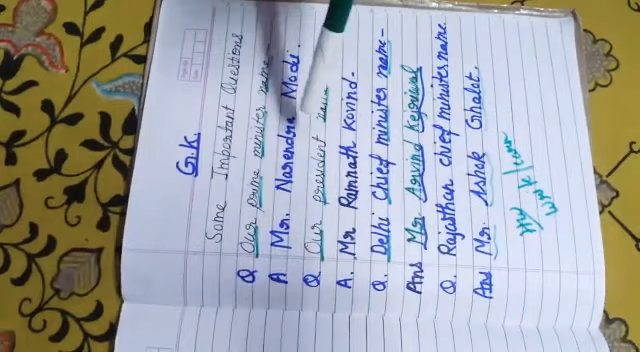 G.k.
Some Important Questions
Q Our prime minister name-
A Mr. Narendra Modi.
Q Our president name
A. Mr Ramnath Kovind-
Q. Delhi Chief minister name-
Ans Mr. Arvind Kejriwal
Q. Rajasthan chief minister name.
Ans Mr. Ashok Ghalot.